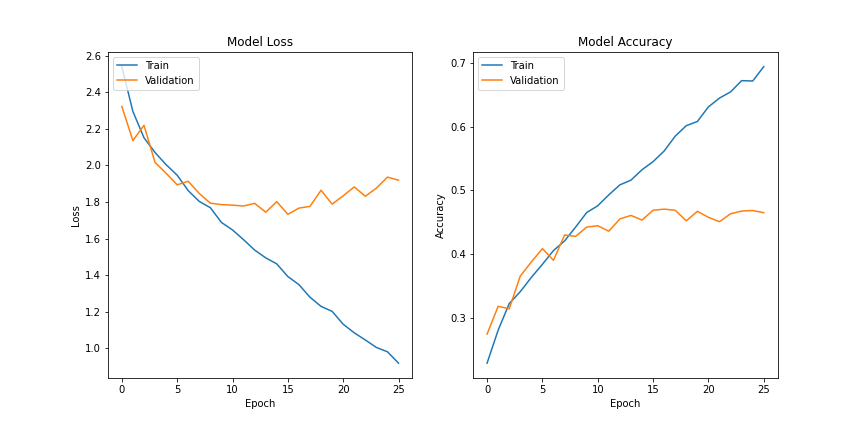 Model Loss
Train
Validation
2.6
2.4
2.2
2.0
1.8
1.6
1.4
1.2
1.0
Loss
0 5 10 15 20 25
Epoch
Model Accuracy
Train
Validation
0.7
0.6
0.5
0.4
0.3
Accuracy
0 5 10 15 20 25
Epoch